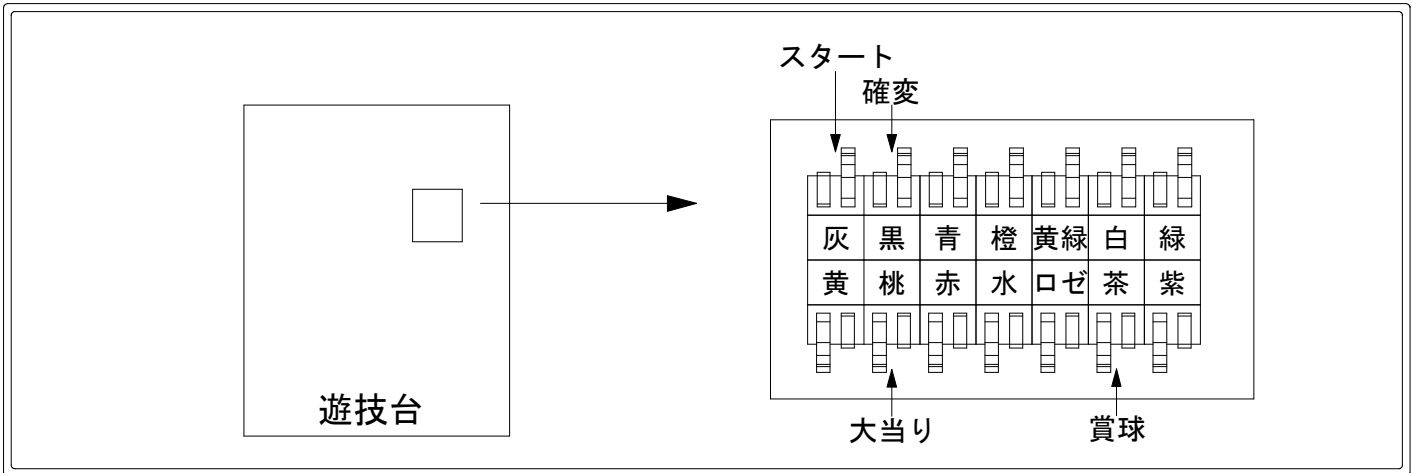 スタート
確変
灰 黒 青 橙 黄緑 白 緑
黄 桃 赤 水 ロゼ 茶 紫
遊技台
大当り
賞球